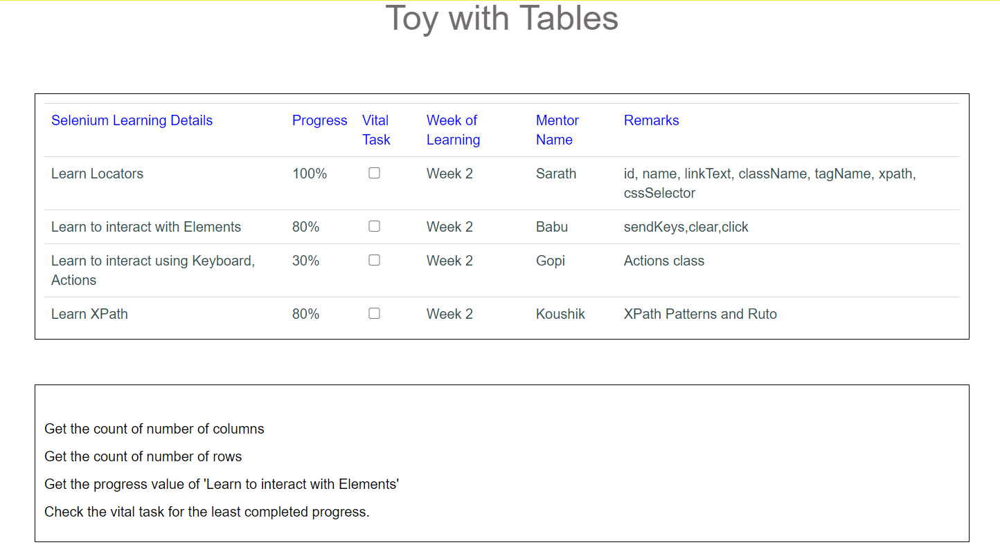 Toy with Tables
Selenium Learning Details Progress Vital Task Week of Learning Mentor Name Remarks
Learn Locators 100% Week 2 Sarath id, name, linkText, className, tagName, xpath, cssSelector
Learn to interact with Elements 80% Week 2 Babu sendKeys,clear,click
Learn to interact using Keyboard, Actions 30% Week 2 Gopi Actions class
Learn XPath 80% Week 2 Koushik XPath Patterns and Ruto
Get the count of number of columns
Get the count of number of rows
Get the progress value of 'Learn to interact with Elements'
Check the vital task for the least completed progress.